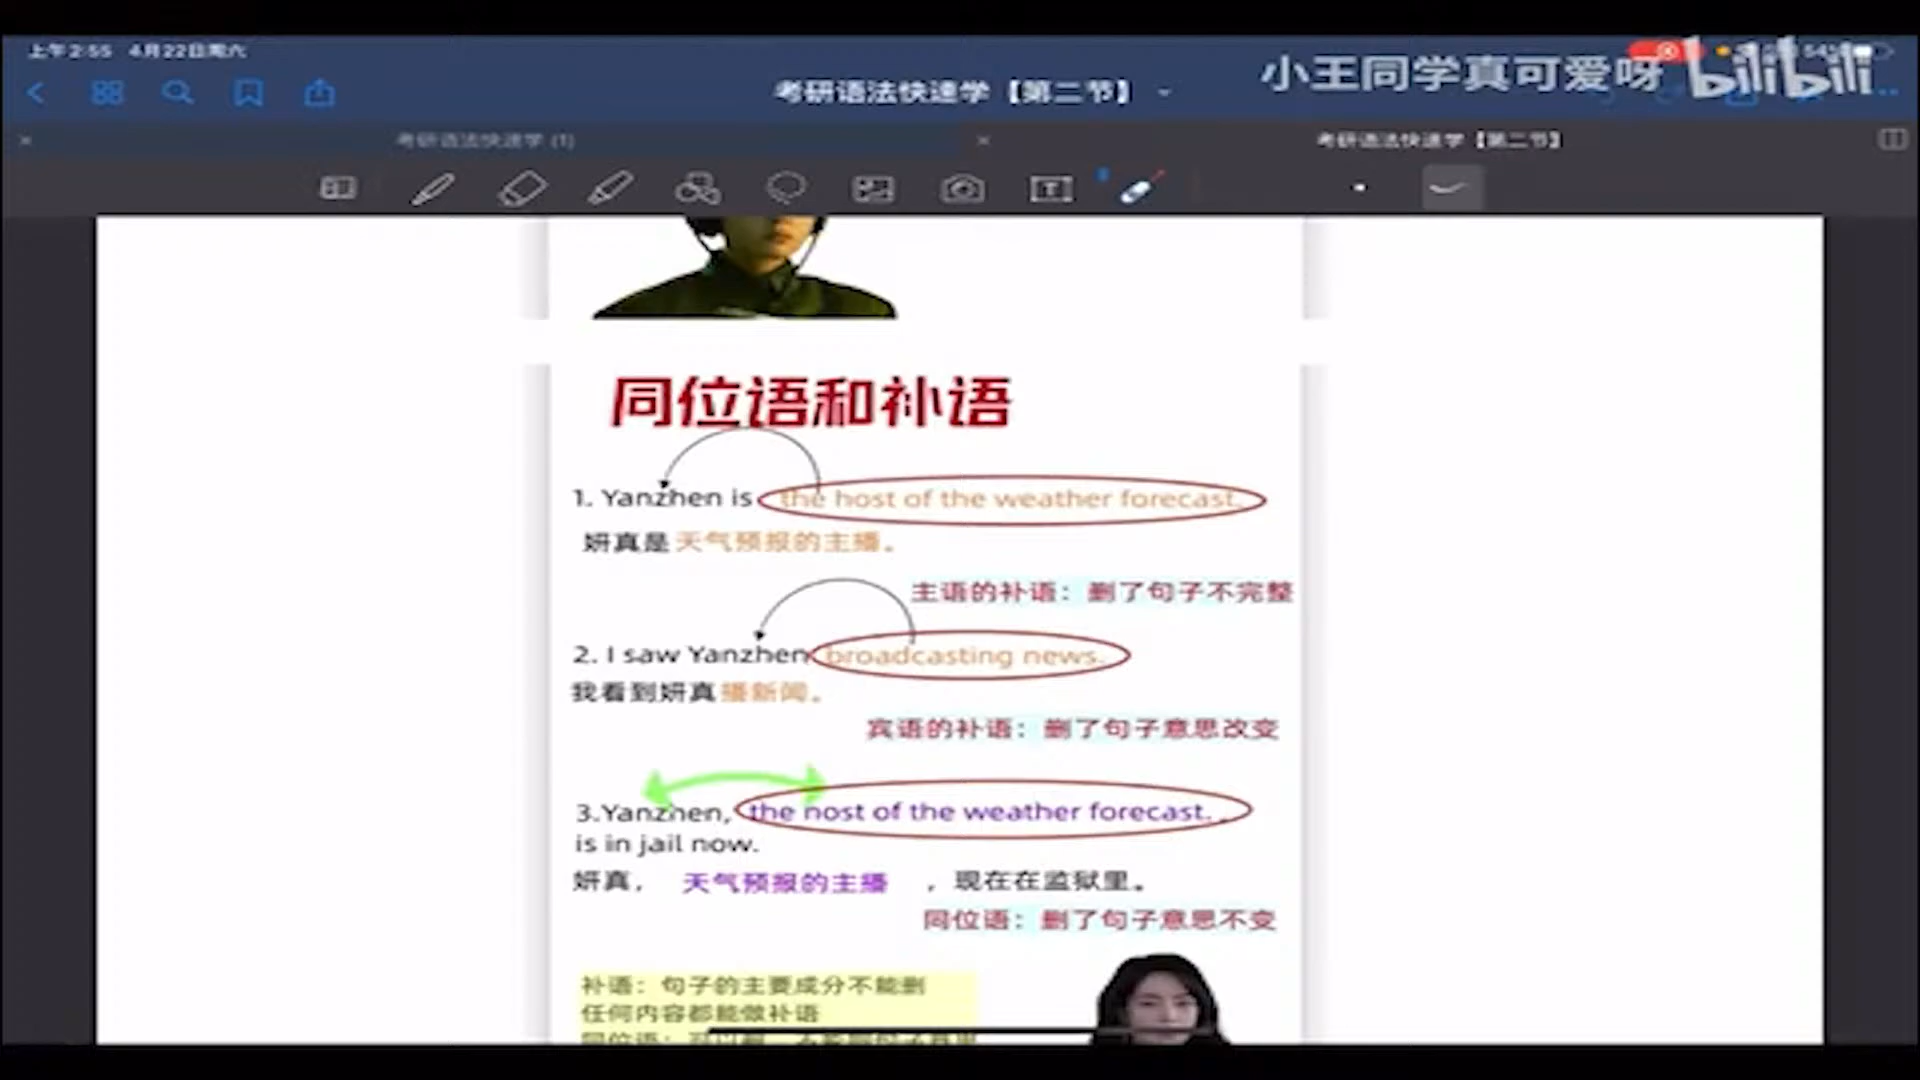 上午2:55 4月22日周六
考研语法快速学【第二节】
小王同学真可爱呀 bilibili
考研语法快速学 (1)
考研语法快速学【第二节】
同位语和补语
1. Yanzhen is the host of the weather forecast.
妍真是天气预报的主播。
主语的补语：删了句子不完整
2. I saw Yanzhen broadcasting news.
我看到妍真播新闻。
宾语的补语：删了句子意思改变
3.Yanzhen, the host of the weather forecast. ,
is in jail now.
妍真， 天气预报的主播 ，现在在监狱里。
同位语：删了句子意思不变
补语：句子的主要成分不能删
任何内容都能做补语